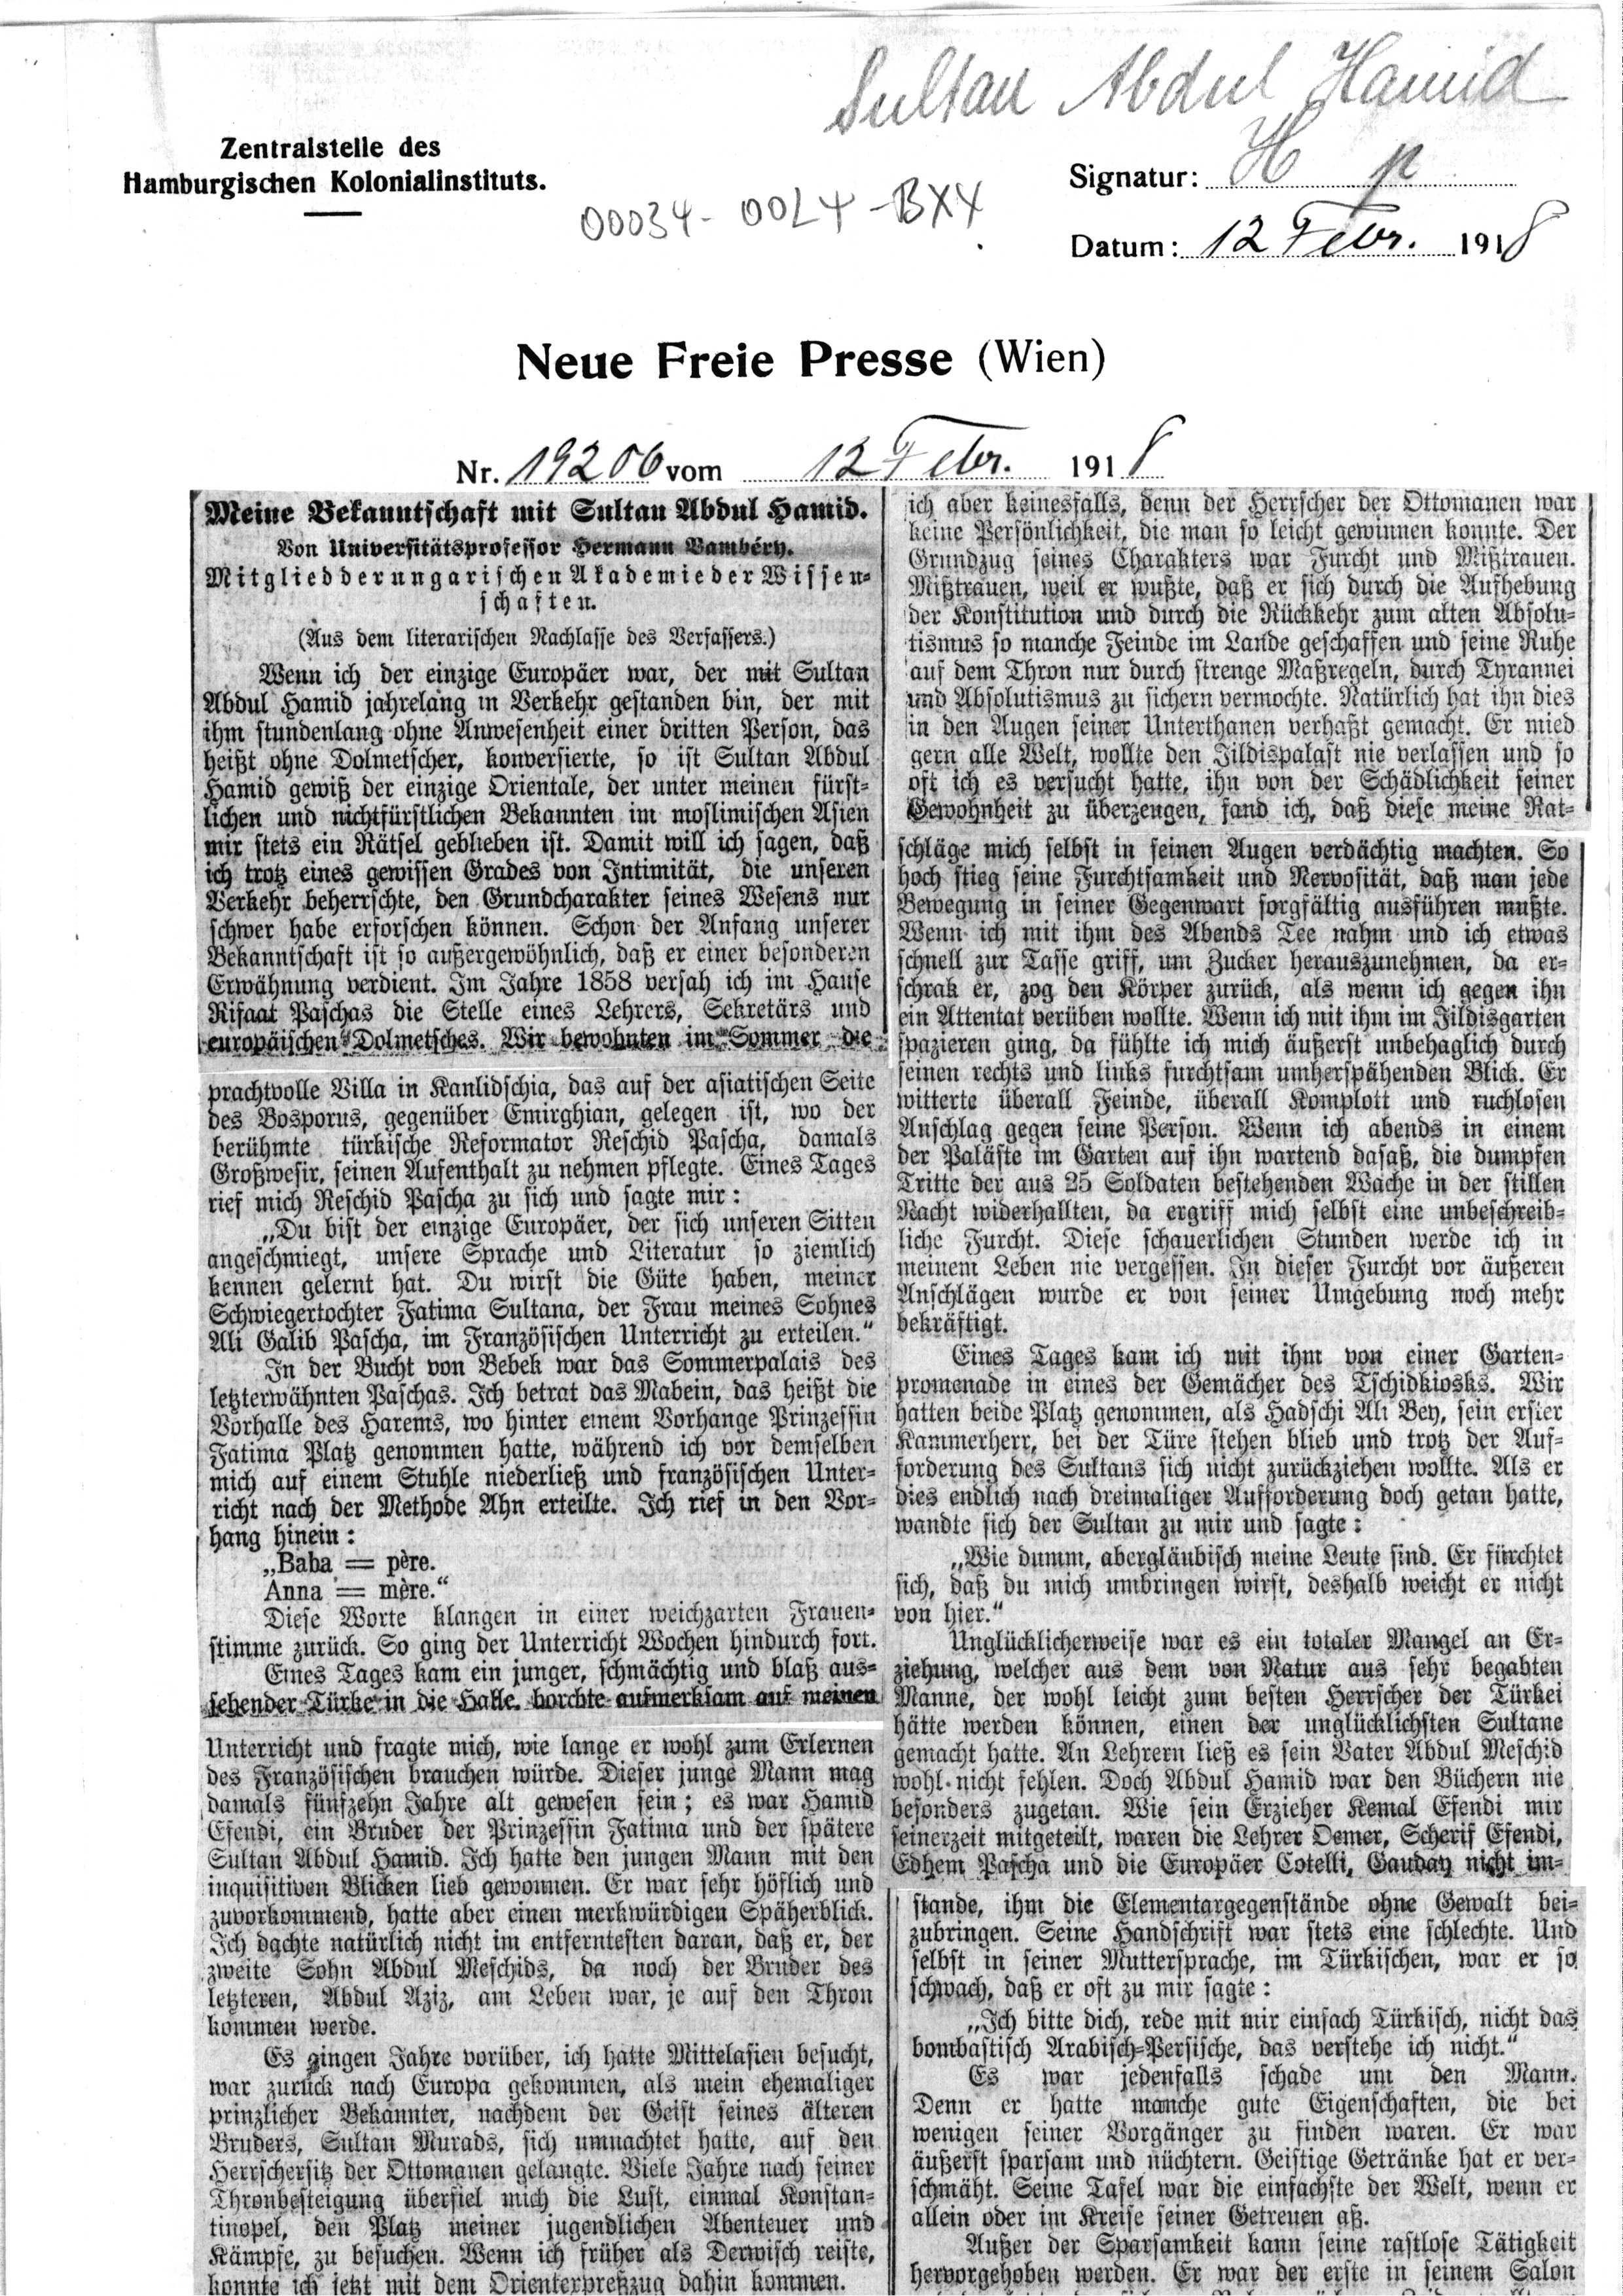 Sultan Abdul Hamid
Zentralstelle des
Hamburgischen Kolonialinstituts.
Signatur: H p
00034-00L4-BX4
Datum: 12 Febr. 1918
Neue Freie Presse (Wien)
Nr. 19206 vom 12 Febr. 1918
Meine Bekanntschaft mit Sultan Abdul Hamid.
Von Universitätsprofessor Hermann Vambéry.
Mitglied der ungarischen Akademie der Wissen-
schaften.
(Aus dem literarischen Nachlasse des Verfassers.)
Wenn ich der einzige Europäer war, der mit Sultan
Abdul Hamid jahrelang in Verkehr gestanden bin, der mit
ihm stundenlang ohne Anwesenheit einer dritten Person, das
heißt ohne Dolmetscher, konversierte, so ist Sultan Abdul
Hamid gewiß der einzige Orientale, der unter meinen fürst-
lichen und nichtfürstlichen Bekannten im moslimischen Asien
mir stets ein Rätsel geblieben ist. Damit will ich sagen, daß
ich trotz eines gewissen Grades von Intimität, die unseren
Verkehr beherrschte, den Grundcharakter seines Wesens nur
schwer habe erforschen können. Schon der Anfang unserer
Bekanntschaft ist so außergewöhnlich, daß er einer besonderen
Erwähnung verdient. Im Jahre 1858 versah ich im Hause
Rifaat Paschas die Stelle eines Lehrers, Sekretärs und
europäischen Dolmetsches. Wir bewohnten im Sommer die
prachtvolle Villa in Kanlidschia, das auf der asiatischen Seite
des Bosporus, gegenüber Emirghian, gelegen ist, wo der
berühmte türkische Reformator Reschid Pascha, damals
Großwesir, seinen Aufenthalt zu nehmen pflegte. Eines Tages
rief mich Reschid Pascha zu sich und sagte mir:
„Du bist der einzige Europäer, der sich unseren Sitten
angeschmiegt, unsere Sprache und Literatur so ziemlich
kennen gelernt hat. Du wirst die Güte haben, meiner
Schwiegertochter Fatima Sultana, der Frau meines Sohnes
Ali Galib Pascha, im Französischen Unterricht zu erteilen.“
In der Bucht von Bebek war das Sommerpalais des
letzterwähnten Paschas. Ich betrat das Mabein, das heißt die
Vorhalle des Harems, wo hinter einem Vorhange Prinzessin
Fatima Platz genommen hatte, während ich vor demselben
mich auf einem Stuhle niederließ und französischen Unter-
richt nach der Methode Ahn erteilte. Ich rief in den Vor-
hang hinein:
„Baba = père.
Anna = mère.“
Diese Worte klangen in einer weichzarten Frauen-
stimme zurück. So ging der Unterricht Wochen hindurch fort.
Eines Tages kam ein junger, schmächtig und blaß aus-
sehender Türke in die Halle, horchte aufmerksam auf meinen
Unterricht und fragte mich, wie lange er wohl zum Erlernen
des Französischen brauchen würde. Dieser junge Mann mag
damals fünfzehn Jahre alt gewesen sein; es war Hamid
Efendi, ein Bruder der Prinzessin Fatima und der spätere
Sultan Abdul Hamid. Ich hatte den jungen Mann mit den
inquisitiven Blicken lieb gewonnen. Er war sehr höflich und
zuvorkommend, hatte aber einen merkwürdigen Späherblick.
Ich dachte natürlich nicht im entferntesten daran, daß er, der
zweite Sohn Abdul Meschids, da noch der Bruder des
letzteren, Abdul Aziz, am Leben war, je auf den Thron
kommen werde.
Es gingen Jahre vorüber, ich hatte Mittelasien besucht,
war zurück nach Europa gekommen, als mein ehemaliger
prinzlicher Bekannter, nachdem der Geist seines älteren
Bruders, Sultan Murads, sich umnachtet hatte, auf den
Herrschersitz der Ottomanen gelangte. Viele Jahre nach seiner
Thronbesteigung überfiel mich die Lust, einmal Konstan-
tinopel, den Platz meiner jugendlichen Abenteuer und
Kämpfe, zu besuchen. Wenn ich früher als Derwisch reiste,
konnte ich jetzt mit dem Orienterpreßzug dahin kommen.
ich aber keinesfalls, denn der Herrscher der Ottomanen war
keine Persönlichkeit, die man so leicht gewinnen konnte. Der
Grundzug seines Charakters war Furcht und Mißtrauen.
Mißtrauen, weil er wußte, daß er sich durch die Aufhebung
der Konstitution und durch die Rückkehr zum alten Absolu-
tismus so manche Feinde im Lande geschaffen und seine Ruhe
auf dem Thron nur durch strenge Maßregeln, durch Tyrannei
und Absolutismus zu sichern vermochte. Natürlich hat ihn dies
in den Augen seiner Unterthanen verhaßt gemacht. Er mied
gern alle Welt, wollte den Jildispalast nie verlassen und so
oft ich es versucht hatte, ihn von der Schädlichkeit seiner
Gewohnheit zu überzeugen, fand ich, daß diese meine Rat-
schläge mich selbst in seinen Augen verdächtig machten. So
hoch stieg seine Furchtsamkeit und Nervosität, daß man jede
Bewegung in seiner Gegenwart sorgfältig ausführen mußte.
Wenn ich mit ihm des Abends Tee nahm und ich etwas
schnell zur Tasse griff, um Zucker herauszunehmen, da er-
schrak er, zog den Körper zurück, als wenn ich gegen ihn
ein Attentat verüben wollte. Wenn ich mit ihm im Jildisgarten
spazieren ging, da fühlte ich mich äußerst unbehaglich durch
seinen rechts und links furchtsam umherspähenden Blick. Er
witterte überall Feinde, überall Komplott und ruchlosen
Anschlag gegen seine Person. Wenn ich abends in einem
der Paläste im Garten auf ihn wartend dasaß, die dumpfen
Tritte der aus 25 Soldaten bestehenden Wache in der stillen
Nacht widerhallten, da ergriff mich selbst eine unbeschreib-
liche Furcht. Diese schauerlichen Stunden werde ich in
meinem Leben nie vergessen. In dieser Furcht vor äußeren
Anschlägen wurde er von seiner Umgebung noch mehr
bekräftigt.
Eines Tages kam ich mit ihm von einer Garten-
promenade in eines der Gemächer des Tschidkiosks. Wir
hatten beide Platz genommen, als Hadschi Ali Bey, sein erster
Kammerherr, bei der Türe stehen blieb und trotz der Auf-
forderung des Sultans sich nicht zurückziehen wollte. Als er
dies endlich nach dreimaliger Aufforderung doch getan hatte,
wandte sich der Sultan zu mir und sagte:
„Wie dumm, abergläubisch meine Leute sind. Er fürchtet
sich, daß du mich umbringen wirst, deshalb weicht er nicht
von hier.“
Unglücklicherweise war es ein totaler Mangel an Er-
ziehung, welcher aus dem von Natur aus sehr begabten
Manne, der wohl leicht zum besten Herrscher der Türkei
hätte werden können, einen der unglücklichsten Sultane
gemacht hatte. An Lehrern ließ es sein Vater Abdul Meschid
wohl nicht fehlen. Doch Abdul Hamid war den Büchern nie
besonders zugetan. Wie sein Erzieher Kemal Efendi mir
seinerzeit mitgeteilt, waren die Lehrer Oemer, Scherif Efendi,
Edhem Pascha und die Europäer Cotelli, Gauday nicht im-
stande, ihm die Elementargegenstände ohne Gewalt bei-
zubringen. Seine Handschrift war stets eine schlechte. Und
selbst in seiner Muttersprache, im Türkischen, war er so
schwach, daß er oft zu mir sagte:
„Ich bitte dich, rede mit mir einfach Türkisch, nicht das
bombastisch Arabisch-Persische, das verstehe ich nicht.“
Es war jedenfalls schade um den Mann.
Denn er hatte manche gute Eigenschaften, die bei
wenigen seiner Vorgänger zu finden waren. Er war
äußerst sparsam und nüchtern. Geistige Getränke hat er ver-
schmäht. Seine Tafel war die einfachste der Welt, wenn er
allein oder im Kreise seiner Getreuen aß.
Außer der Sparsamkeit kann seine rastlose Tätigkeit
hervorgehoben werden. Er war der erste in seinem Salon